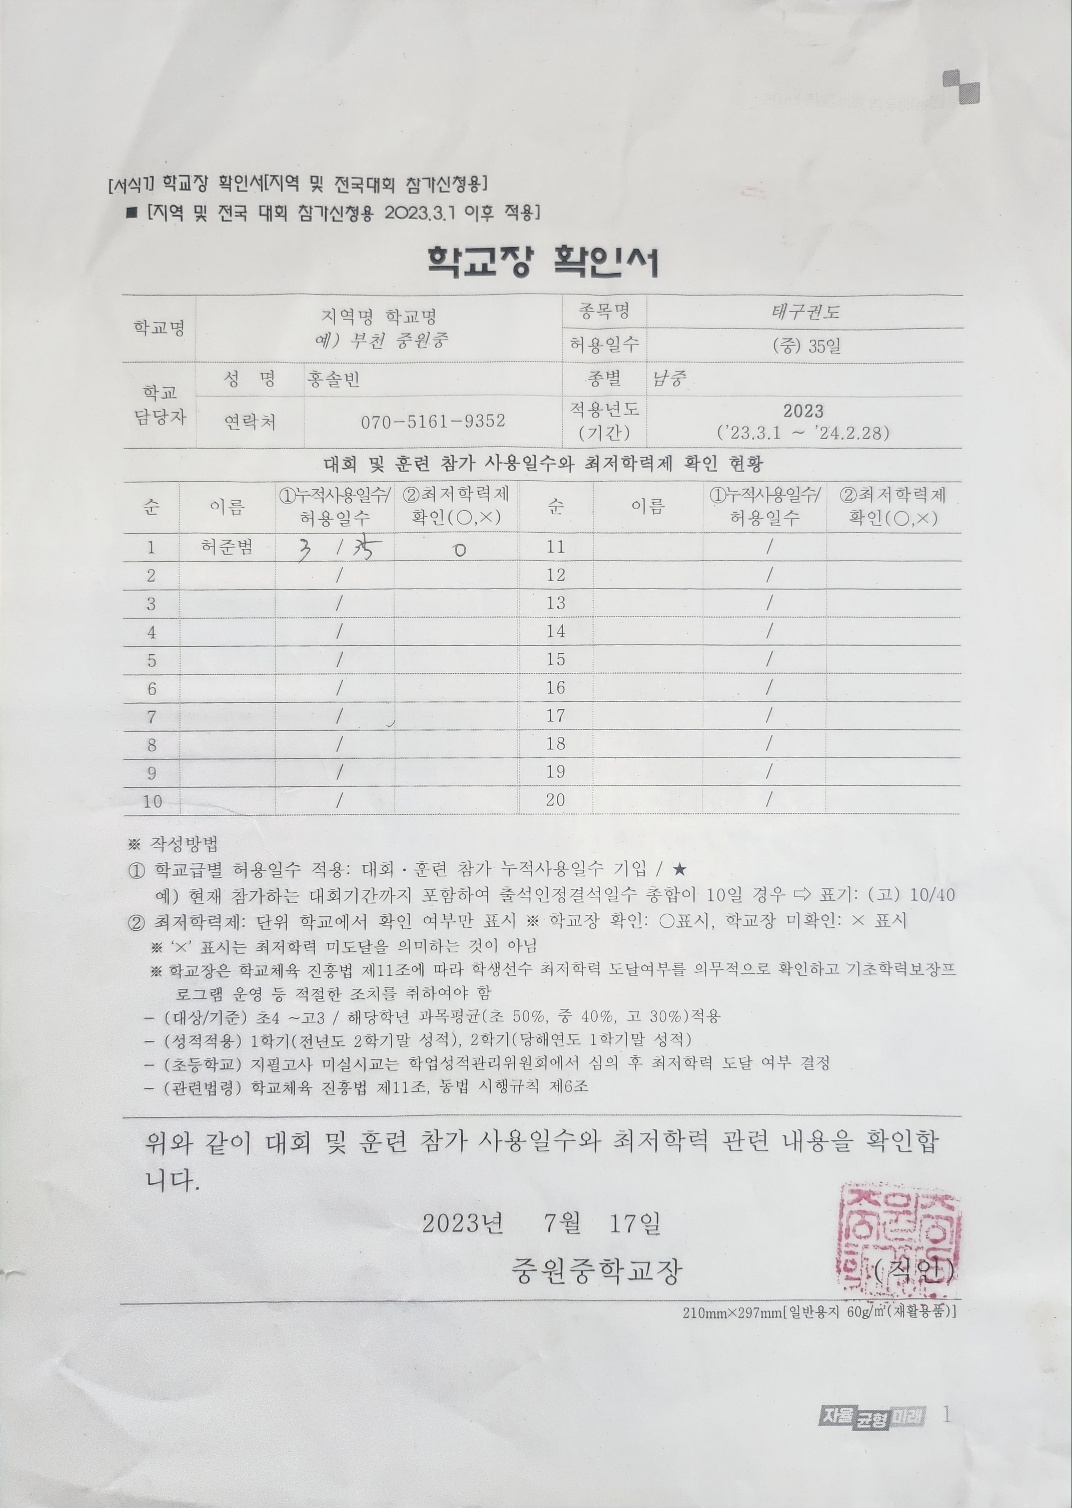 [서식1] 학교장 확인서[지역 및 전국대회 참가신청용]
■ [지역 및 전국 대회 참가신청용 2023.3.1 이후 적용]
학교장 확인서
학교명 지역명 학교명 종목명 태구권도
예) 부천 중원중 허용일수 (중) 35일
학교 담당자 성 명 홍솔빈 종별 남중
연락처 070-5161-9352 적용년도 (기간) 2023 ('23.3.1 ~ '24.2.28)
대회 및 훈련 참가 사용일수와 최저학력제 확인 현황
순 이름 ①누적사용일수/허용일수 ②최저학력제 확인(○,×) 순 이름 ①누적사용일수/허용일수 ②최저학력제 확인(○,×)
1 허준범 3 / 35 0 11 /
2 / 12 /
3 / 13 /
4 / 14 /
5 / 15 /
6 / 16 /
7 / 17 /
8 / 18 /
9 / 19 /
10 / 20 /
※ 작성방법
① 학교급별 허용일수 적용: 대회·훈련 참가 누적사용일수 기입 / ★
예) 현재 참가하는 대회기간까지 포함하여 출석인정결석일수 총합이 10일 경우 ⇨ 표기: (고) 10/40
② 최저학력제: 단위 학교에서 확인 여부만 표시 ※ 학교장 확인: ○표시, 학교장 미확인: × 표시
※ '×' 표시는 최저학력 미도달을 의미하는 것이 아님
※ 학교장은 학교체육 진흥법 제11조에 따라 학생선수 최저학력 도달여부를 의무적으로 확인하고 기초학력보장프
로그램 운영 등 적절한 조치를 취하여야 함
- (대상/기준) 초4 ~고3 / 해당학년 과목평균(초 50%, 중 40%, 고 30%)적용
- (성적적용) 1학기(전년도 2학기말 성적), 2학기(당해연도 1학기말 성적)
- (초등학교) 지필고사 미실시교는 학업성적관리위원회에서 심의 후 최저학력 도달 여부 결정
- (관련법령) 학교체육 진흥법 제11조, 동법 시행규칙 제6조
위와 같이 대회 및 훈련 참가 사용일수와 최저학력 관련 내용을 확인합
니다.
2023년 7월 17일
중원중학교장 (직인)
210mm×297mm[일반용지 60g/㎡(재활용품)]
자율 균형 미래 1